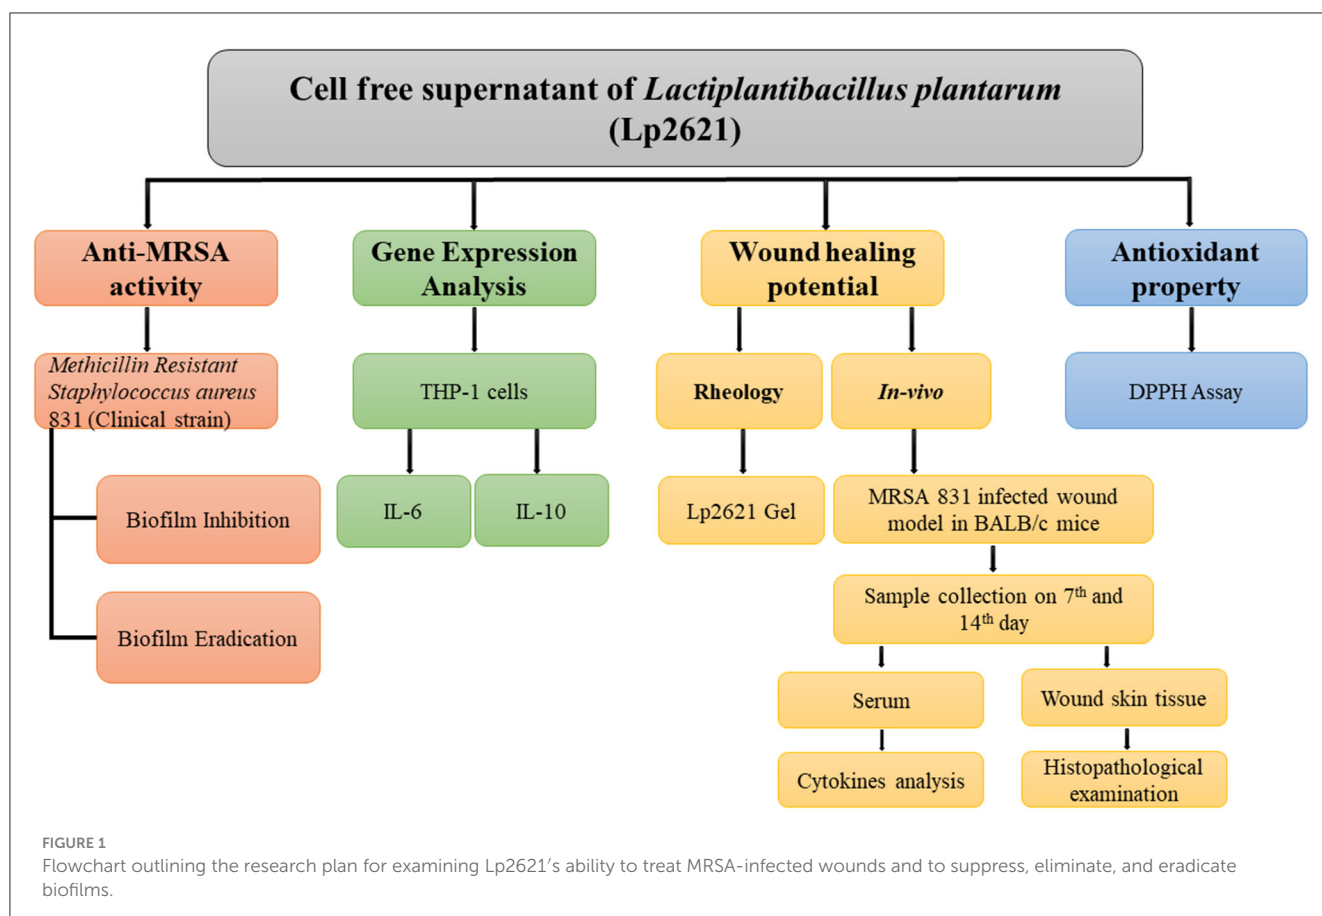 Cell free supernatant of Lactiplantibacillus plantarum
(Lp2621)
Anti-MRSA
activity
Gene Expression
Analysis
Wound healing
potential
Antioxidant
property
Methicillin Resistant
Staphylococcus aureus
831 (Clinical strain)
THP-1 cells
Rheology
In-vivo
DPPH Assay
Biofilm Inhibition
IL-6
IL-10
Lp2621 Gel
MRSA 831 infected wound
model in BALB/c mice
Biofilm Eradication
Sample collection on 7th and
14th day
Serum
Wound skin tissue
Cytokines analysis
Histopathological
examination
FIGURE 1
Flowchart outlining the research plan for examining Lp2621′s ability to treat MRSA-infected wounds and to suppress, eliminate, and eradicate
biofilms.